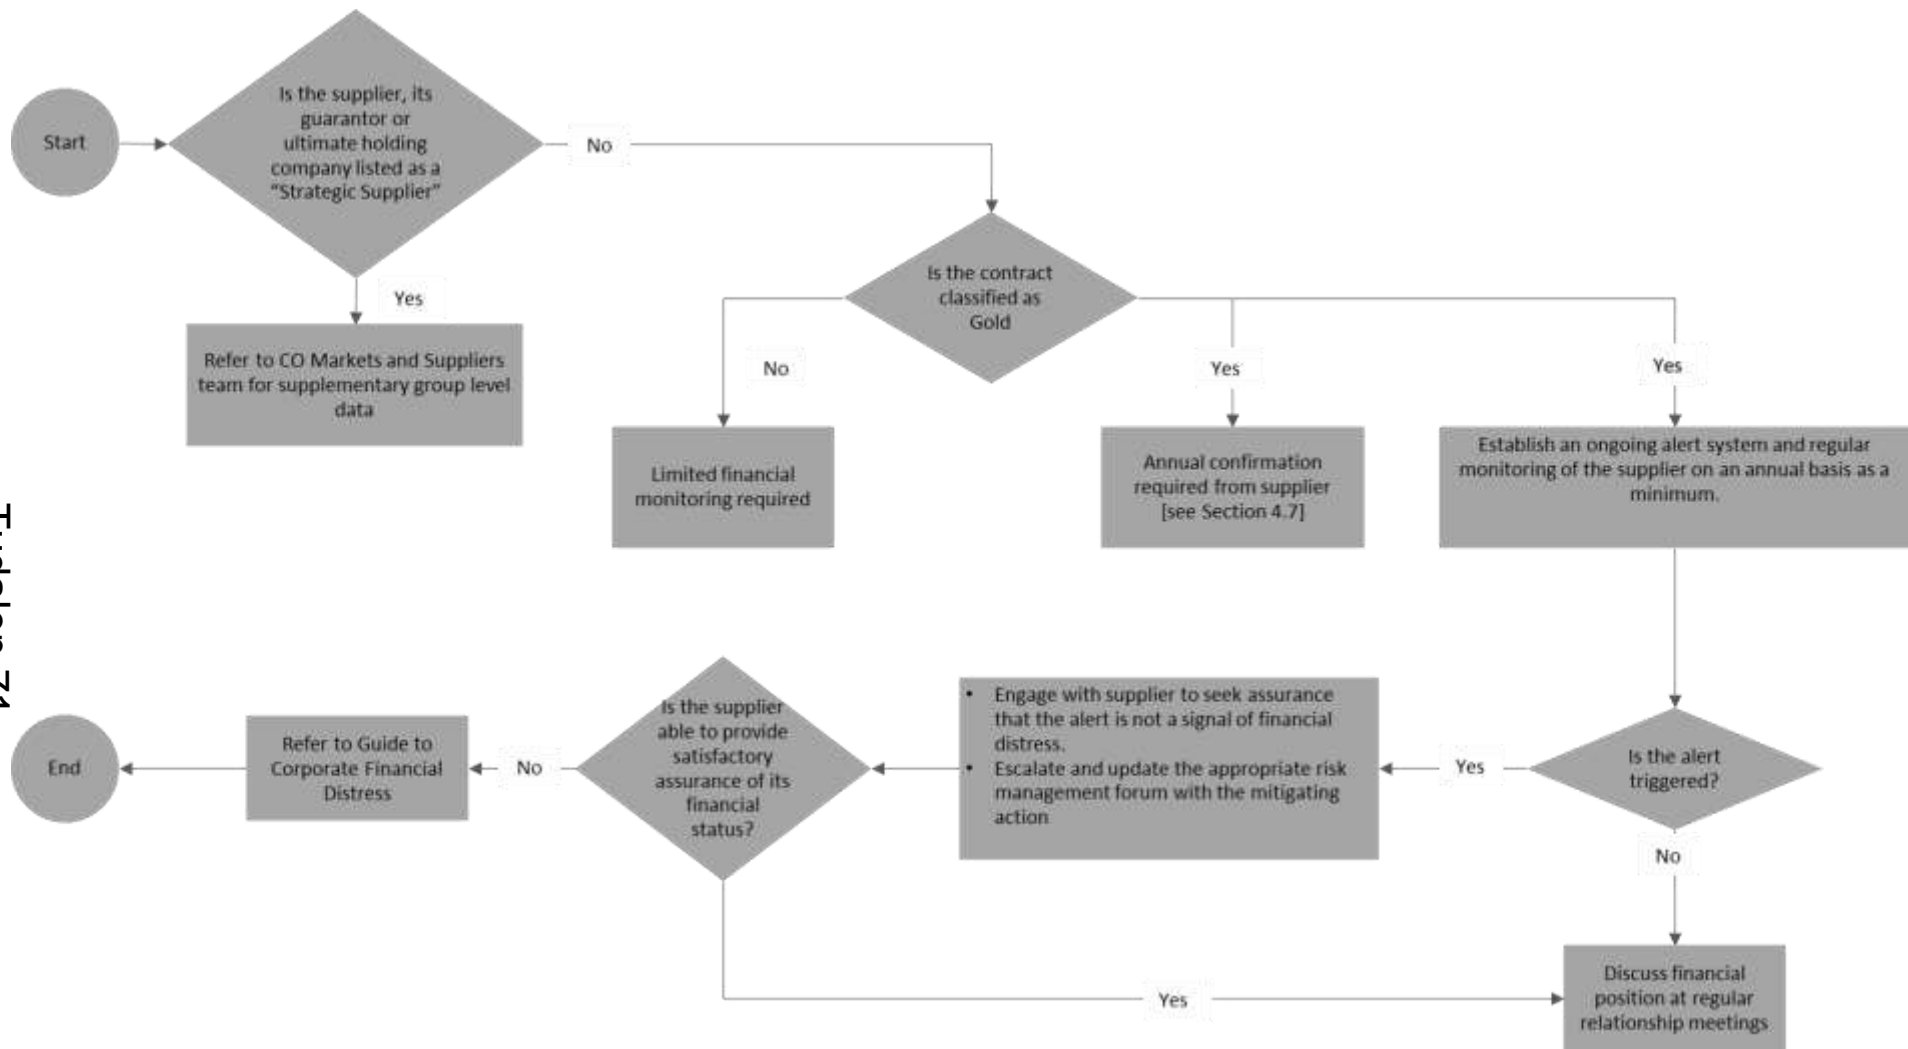 Start
Is the supplier, its
guarantor or
ultimate holding
company listed as a
“Strategic Supplier”
No
Yes
Refer to CO Markets and Suppliers
team for supplementary group level
data
Is the contract
classified as
Gold
No
Yes
Yes
Limited financial
monitoring required
Annual confirmation
required from supplier
[see Section 4.7]
Establish an ongoing alert system and regular
monitoring of the supplier on an annual basis as a
minimum.
Is the alert
triggered?
Yes
No
• Engage with supplier to seek assurance
that the alert is not a signal of financial
distress.
• Escalate and update the appropriate risk
management forum with the mitigating
action
Is the supplier
able to provide
satisfactory
assurance of its
financial
status?
No
Yes
Refer to Guide to
Corporate Financial
Distress
End
Discuss financial
position at regular
relationship meetings